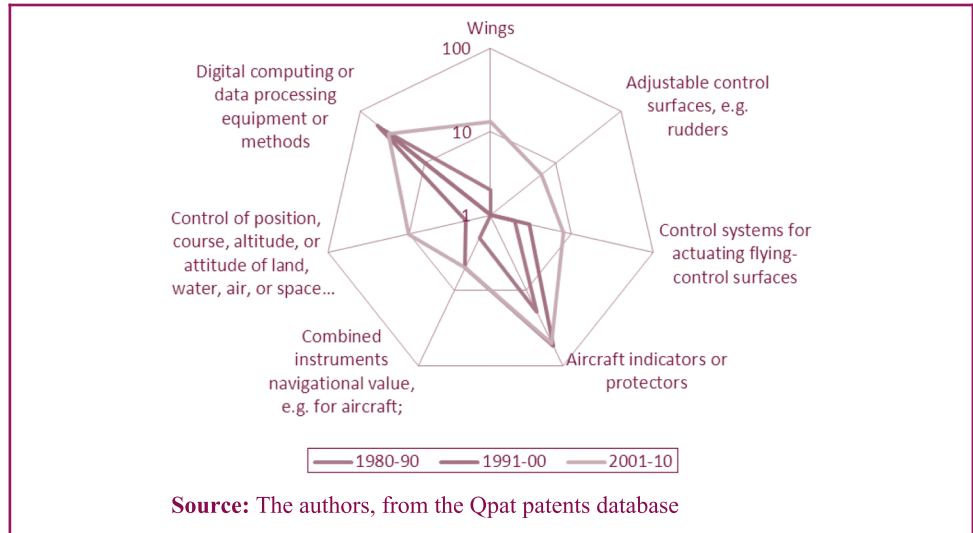 Wings
100
Digital computing or
data processing
equipment or
methods
Adjustable control
surfaces, e.g.
rudders
10
Control of position,
course, altitude, or
attitude of land,
water, air, or space...
1
Control systems for
actuating flying-
control surfaces
Combined
instruments
navigational value,
e.g. for aircraft;
Aircraft indicators or
protectors
1980-90 1991-00 2001-10
Source: The authors, from the Qpat patents database